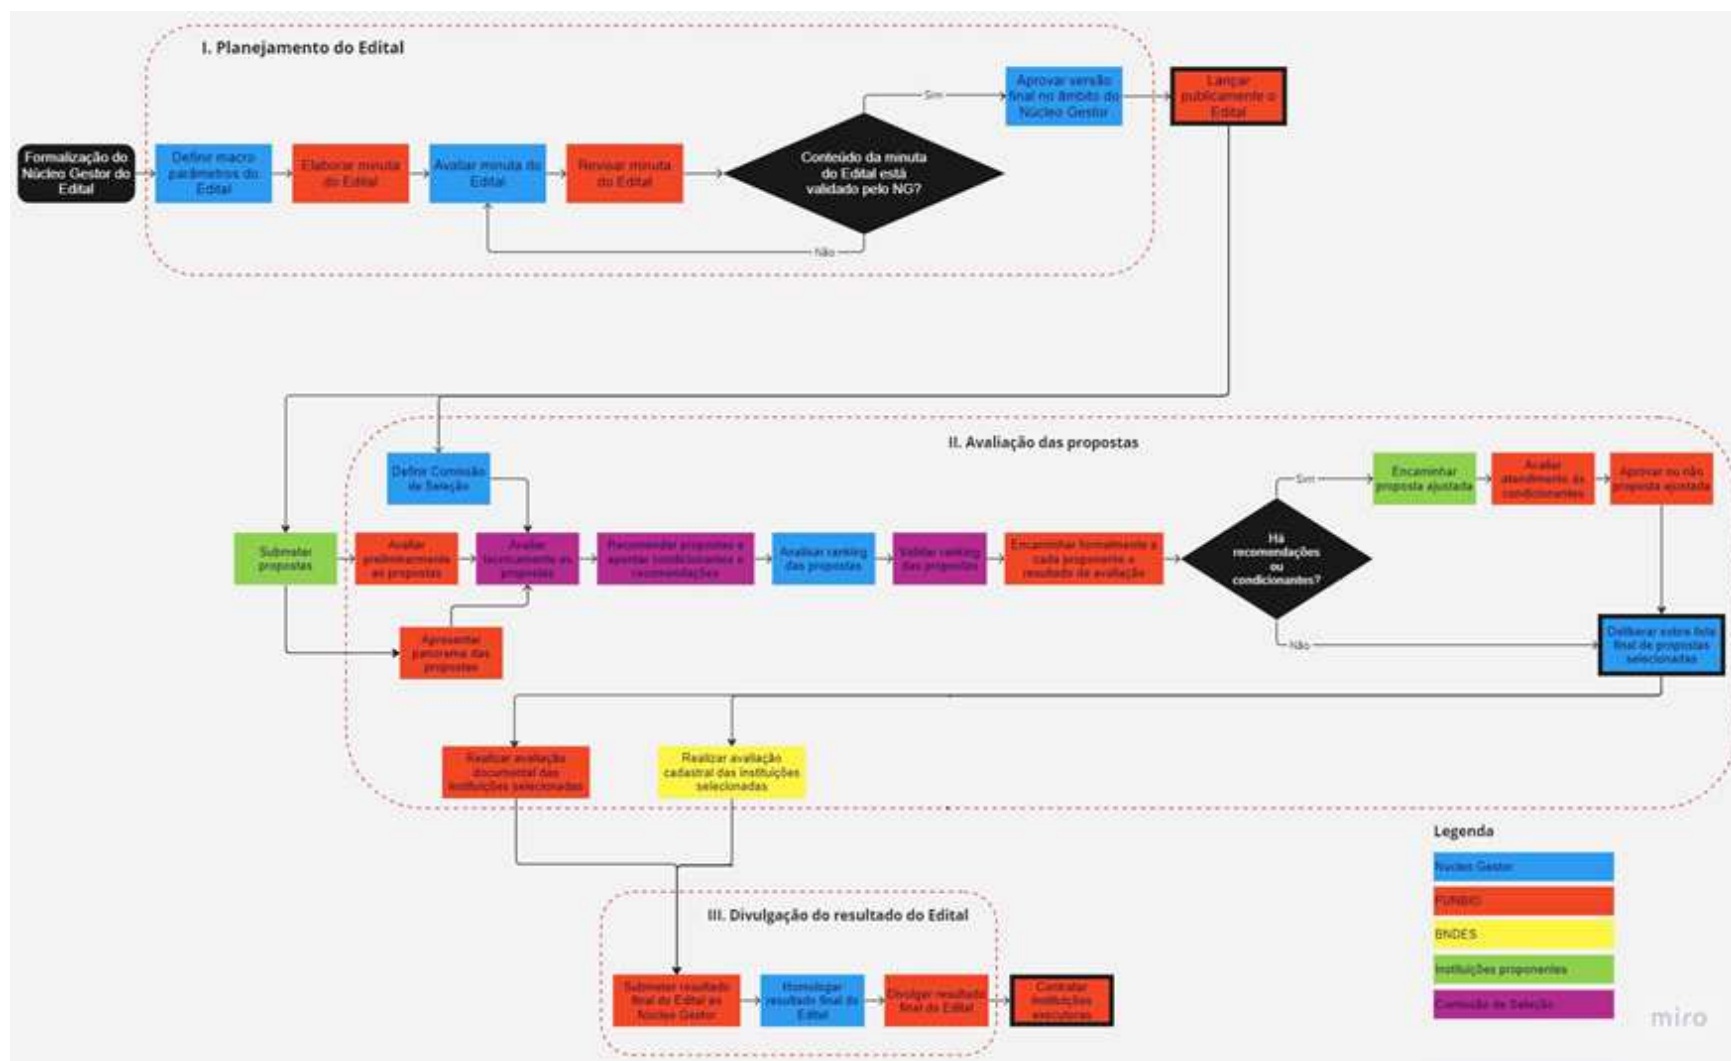 I. Planejamento do Edital
Formalização do
Núcleo Gestor do
Edital
Definir macro
parâmetros do
Edital
Elaborar minuta
do Edital
Avaliar minuta do
Edital
Revisar minuta
do Edital
Conteúdo da minuta
do Edital está
validado pelo NG?
Sim
Não
Aprovar versão
final no âmbito do
Núcleo Gestor
Lançar
publicamente o
Edital
II. Avaliação das propostas
Definir Comissão
de Seleção
Submeter
propostas
Avaliar
preliminarmente
as propostas
Avaliar
tecnicamente as
propostas
Apresentar
panorama das
propostas
Recomendar propostas e
apontar condicionantes e
recomendações
Analisar ranking
das propostas
Validar ranking
das propostas
Encaminhar formalmente a
cada proponente o
resultado da avaliação
Há
recomendações
ou
condicionantes?
Sim
Não
Encaminhar
proposta ajustada
Avaliar
atendimento às
condicionantes
Aprovar ou não
proposta ajustada
Deliberar sobre lista
final de propostas
selecionadas
Realizar avaliação
documental das
instituições selecionadas
Realizar avaliação
cadastral das instituições
selecionadas
III. Divulgação do resultado do Edital
Submeter resultado
final do Edital ao
Núcleo Gestor
Homologar
resultado final do
Edital
Divulgar resultado
final do Edital
Contratar
instituições
executoras
Legenda
Núcleo Gestor
FUNBIO
BNDES
Instituições proponentes
Comissão de Seleção
miro